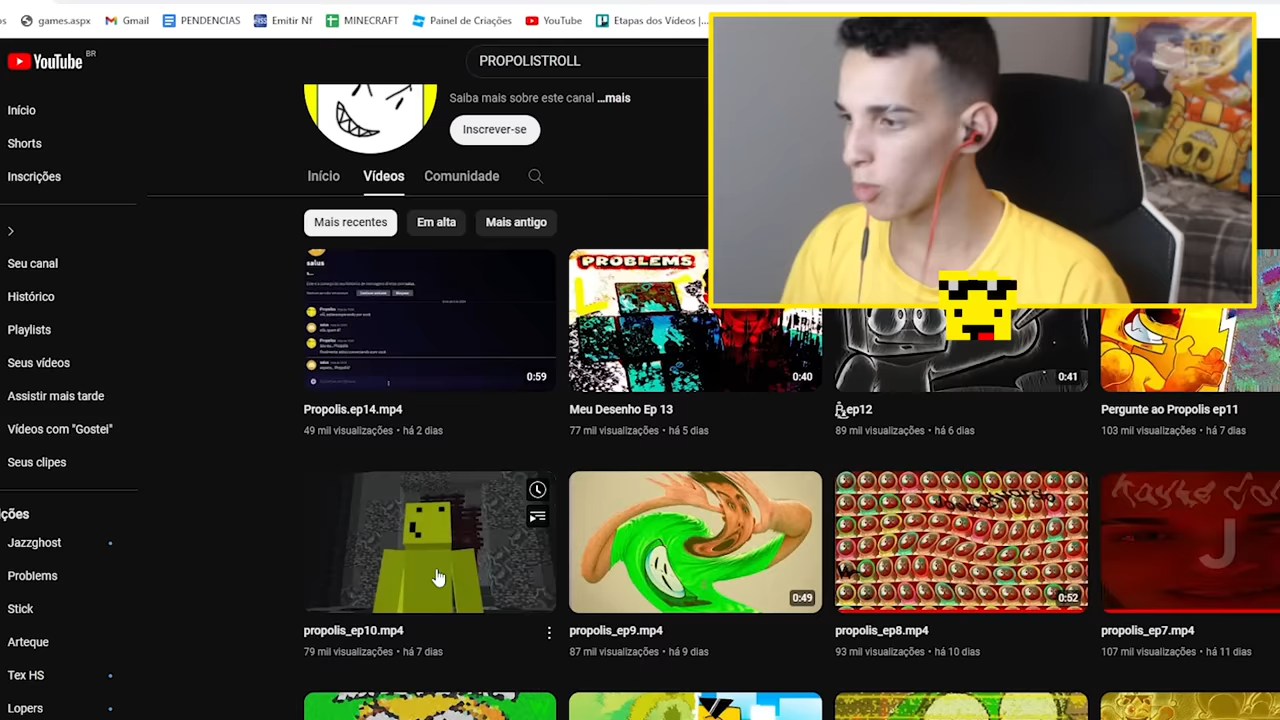 os games.aspx Gmail PENDENCIAS Emitir Nf MINECRAFT Painel de Criações YouTube Etapas dos Vídeos |...
YouTube BR
PROPOLISTROLL
Saiba mais sobre este canal ...mais
Inscrever-se
Início
Shorts
Inscrições
Início Vídeos Comunidade
Mais recentes Em alta Mais antigo
Seu canal
Histórico
Playlists
Seus vídeos
Assistir mais tarde
Vídeos com "Gostei"
Seus clipes
ções
Jazzghost
Problems
Stick
Arteque
Tex HS
Lopers
salus
PROBLEMS
0:59
0:40
0:41
Propolis.ep14.mp4
49 mil visualizações • há 2 dias
Meu Desenho Ep 13
77 mil visualizações • há 5 dias
ep12
89 mil visualizações • há 6 dias
Pergunte ao Propolis ep11
103 mil visualizações • há 7 dias
J
0:49
0:52
propolis_ep10.mp4
79 mil visualizações • há 7 dias
propolis_ep9.mp4
87 mil visualizações • há 9 dias
propolis_ep8.mp4
93 mil visualizações • há 10 dias
propolis_ep7.mp4
107 mil visualizações • há 11 dias